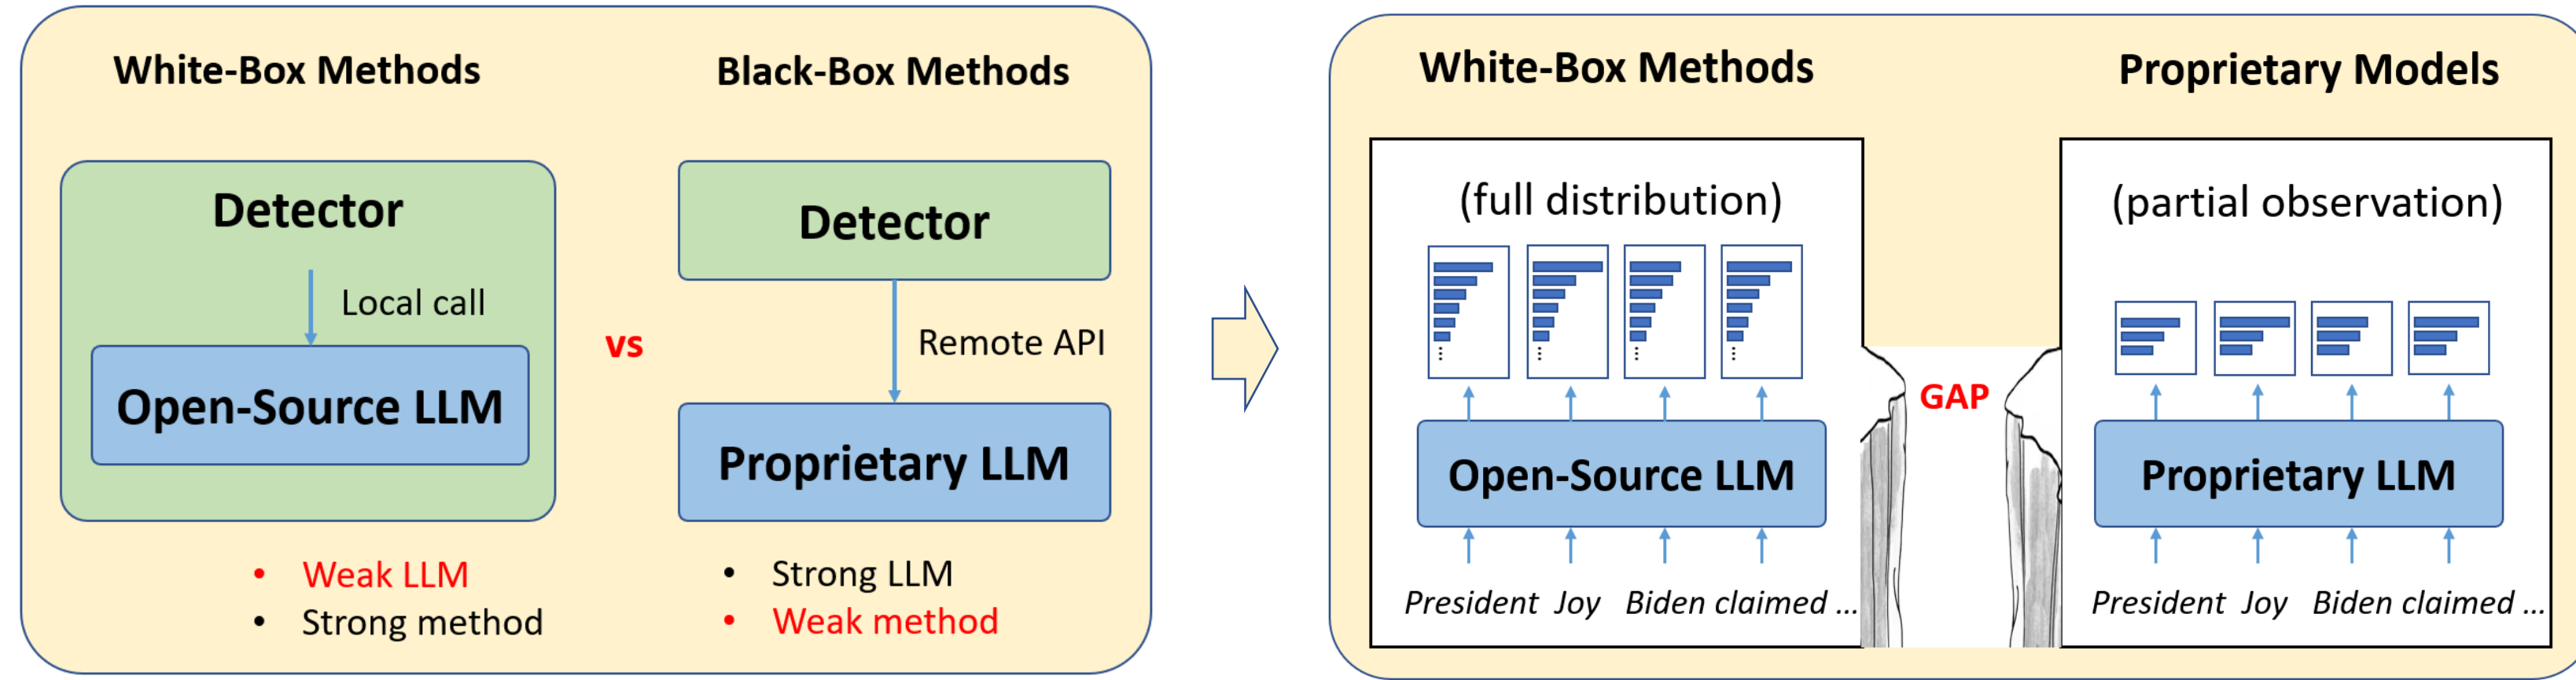 White-Box Methods
Black-Box Methods
Detector
Local call
Open-Source LLM
vs
Detector
Remote API
Proprietary LLM
• Weak LLM
• Strong method
• Strong LLM
• Weak method
White-Box Methods
Proprietary Models
(full distribution)
Open-Source LLM
President Joy Biden claimed ...
GAP
(partial observation)
Proprietary LLM
President Joy Biden claimed ...